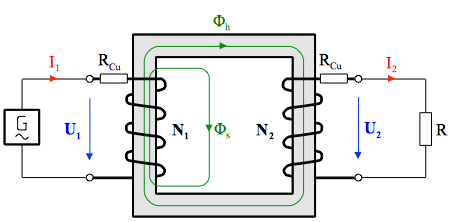 Φh
I1 RCu RCu I2
G ~ U1 N1 Φs N2 U2 R